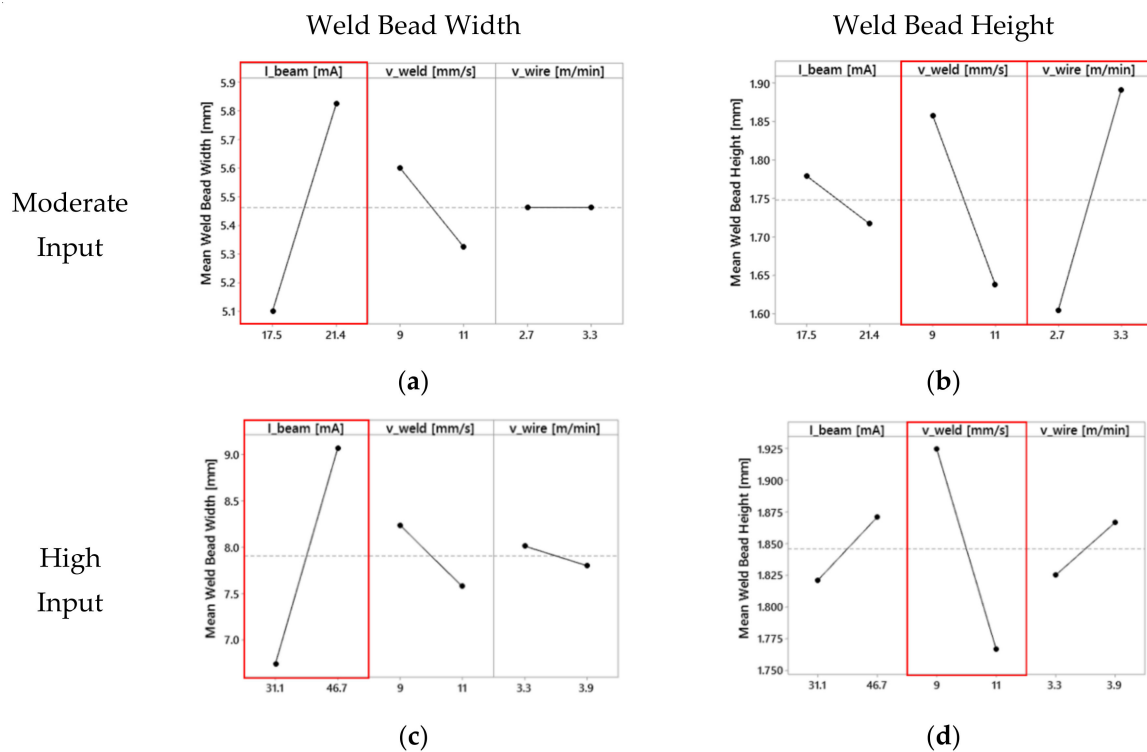 Weld Bead Width
Weld Bead Height
Moderate
Input
I_beam [mA] v_weld [mm/s] v_wire [m/min]
Mean Weld Bead Width [mm]
5.9
5.8
5.7
5.6
5.5
5.4
5.3
5.2
5.1
17.5 21.4 9 11 2.7 3.3
(a)
I_beam [mA] v_weld [mm/s] v_wire [m/min]
Mean Weld Bead Height [mm]
1.90
1.85
1.80
1.75
1.70
1.65
1.60
17.5 21.4 9 11 2.7 3.3
(b)
High
Input
I_beam [mA] v_weld [mm/s] v_wire [m/min]
Mean Weld Bead Width [mm]
9.0
8.5
8.0
7.5
7.0
31.1 46.7 9 11 3.3 3.9
(c)
I_beam [mA] v_weld [mm/s] v_wire [m/min]
Mean Weld Bead Height [mm]
1.925
1.900
1.875
1.850
1.825
1.800
1.775
1.750
31.1 46.7 9 11 3.3 3.9
(d)